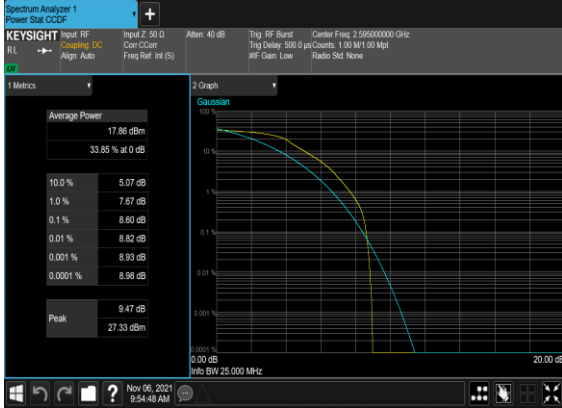 Spectrum Analyzer 1
Power Stat CCDF
+
KEYSIGHT Input: RF Input Z: 50 Ω Atten: 40 dB Trig: RF Burst Center Freq: 2.595000000 GHz
RL Coupling: DC Corr CCorr Trig Delay: 500.0 µs Counts: 1.00 M/1.00 Mpt
Align: Auto Freq Ref: Int (S) #IF Gain: Low Radio Std: None
1 Metrics
2 Graph
Average Power
17.86 dBm
33.85 % at 0 dB
10.0 % 5.07 dB
1.0 % 7.67 dB
0.1 % 8.60 dB
0.01 % 8.82 dB
0.001 % 8.93 dB
0.0001 % 8.98 dB
Peak
9.47 dB
27.33 dBm
Gaussian
100 %
10 %
1 %
0.1 %
0.01 %
0.001 %
0.0001 %
0.00 dB 20.00 dB
Info BW 25.000 MHz
? Nov 06, 2021
9:54:48 AM